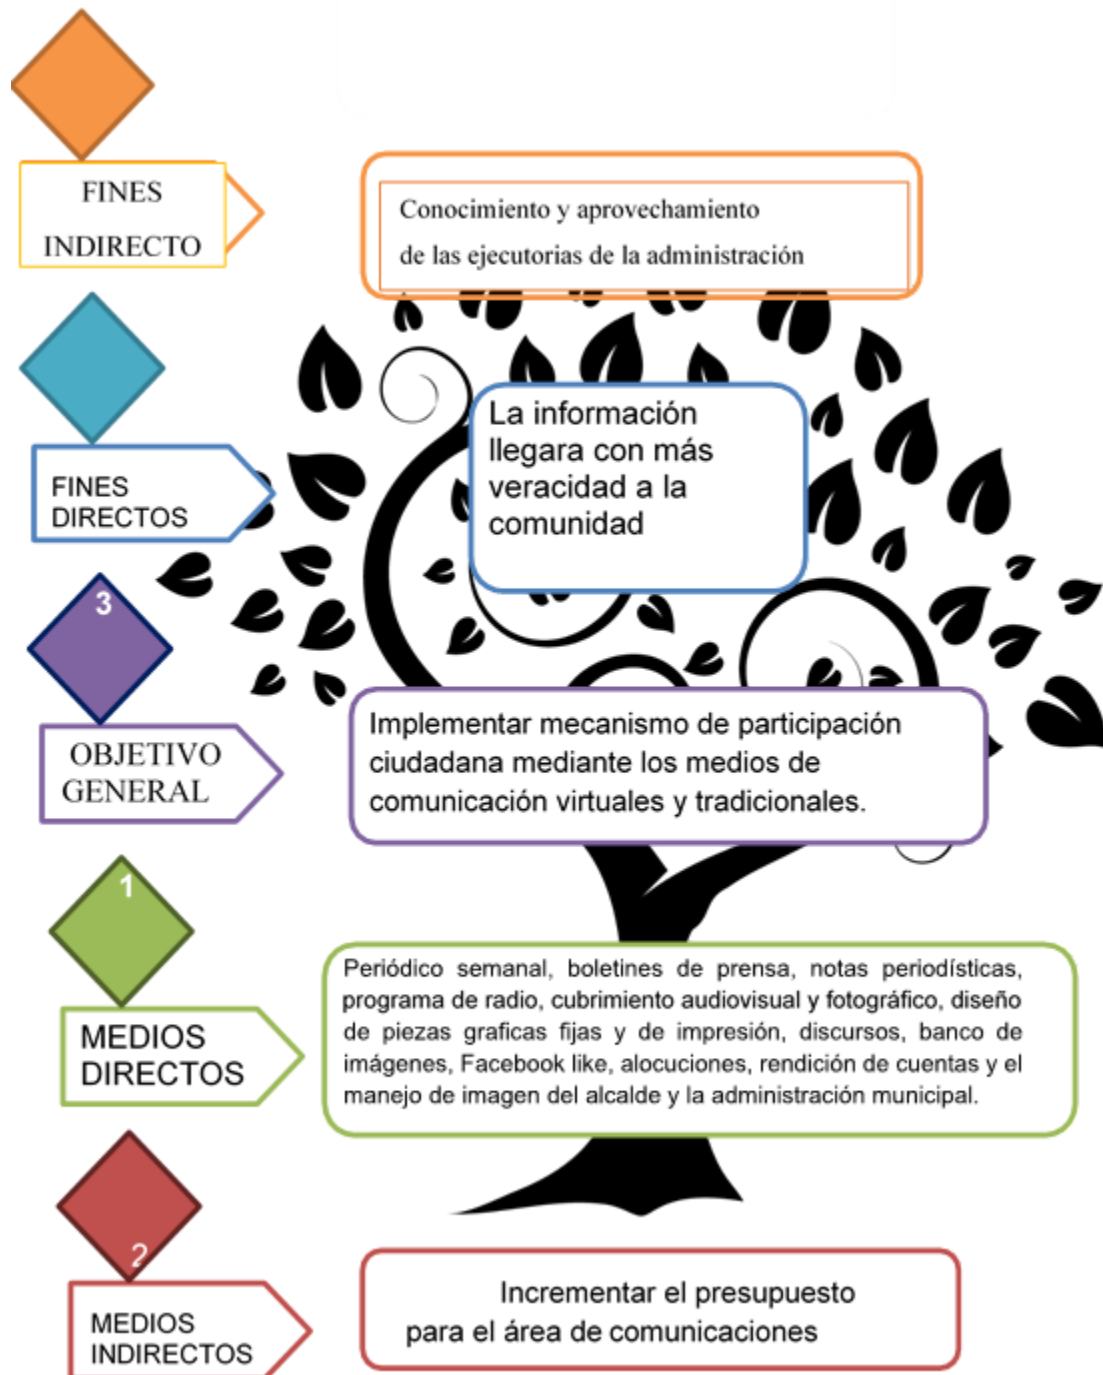 FINES
INDIRECTO
Conocimiento y aprovechamiento
de las ejecutorias de la administración
FINES
DIRECTOS
La información
llegara con más
veracidad a la
comunidad
3
OBJETIVO
GENERAL
Implementar mecanismo de participación
ciudadana mediante los medios de
comunicación virtuales y tradicionales.
1
MEDIOS
DIRECTOS
Periódico semanal, boletines de prensa, notas periodísticas,
programa de radio, cubrimiento audiovisual y fotográfico, diseño
de piezas graficas fijas y de impresión, discursos, banco de
imágenes, Facebook like, alocuciones, rendición de cuentas y el
manejo de imagen del alcalde y la administración municipal.
2
MEDIOS
INDIRECTOS
Incrementar el presupuesto
para el área de comunicaciones